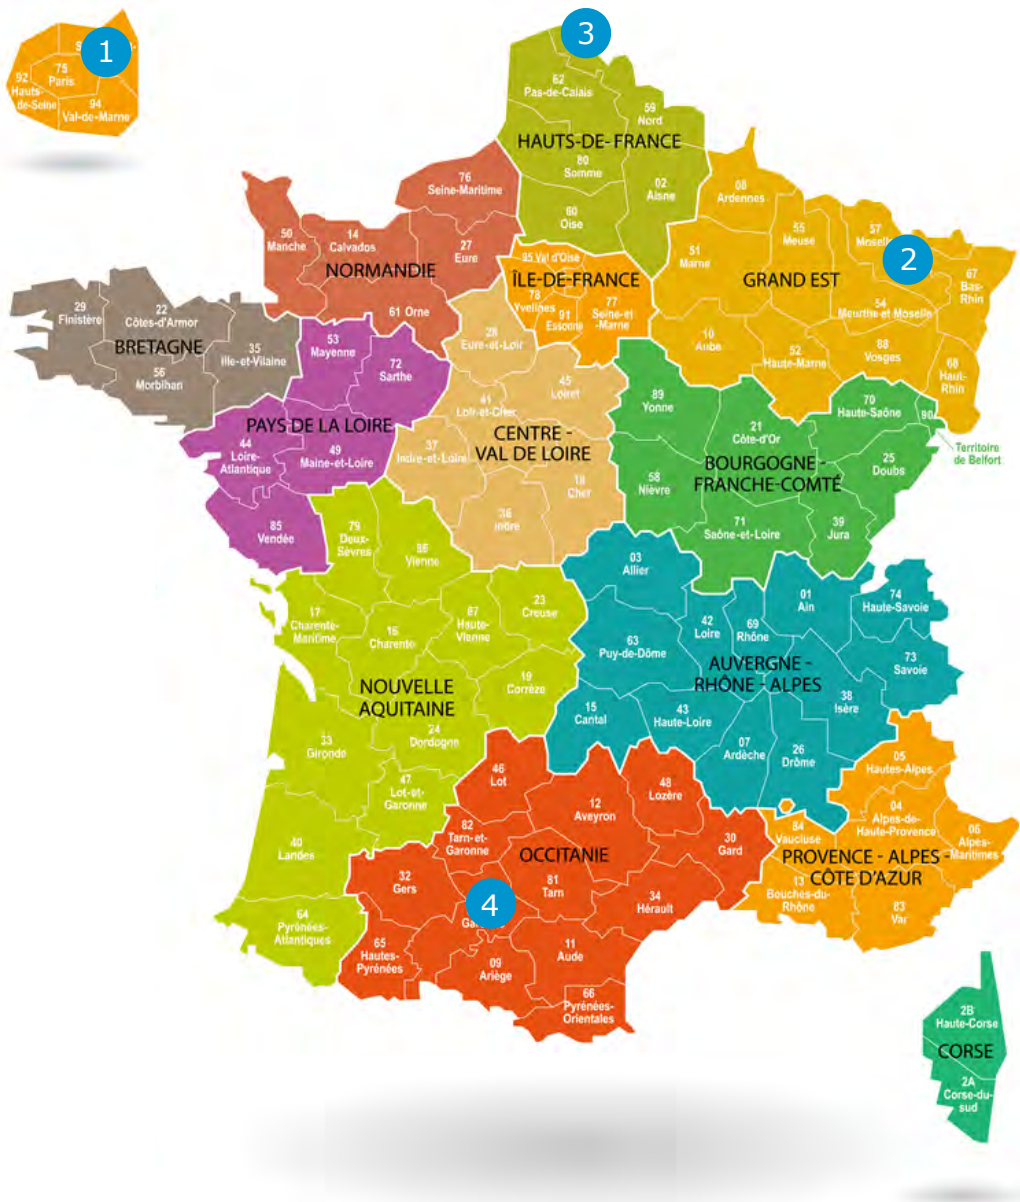 1
92
Hauts-
de-Seine
75
Paris
94
Val-de-Marne
3
62
Pas-de-Calais
59
Nord
HAUTS-DE-FRANCE
80
Somme
02
Aisne
60
Oise
76
Seine-Maritime
50
Manche
14
Calvados
27
Eure
NORMANDIE
61 Orne
95 Val d'Oise
ÎLE-DE-FRANCE
78
Yvelines
91
Essonne
77
Seine-et
-Marne
08
Ardennes
55
Meuse
57
Moselle
2
51
Marne
GRAND EST
67
Bas-
Rhin
54
Meurthe et Moselle
10
Aube
52
Haute-Marne
88
Vosges
68
Haut-
Rhin
29
Finistère
22
Côtes-d'Armor
BRETAGNE
35
Ille-et-Vilaine
56
Morbihan
53
Mayenne
72
Sarthe
PAYS DE LA LOIRE
44
Loire-
Atlantique
49
Maine-et-Loire
85
Vendée
28
Eure-et-Loir
45
Loiret
41
Loir-et-Cher
CENTRE -
VAL DE LOIRE
37
Indre-et-Loire
18
Cher
36
Indre
89
Yonne
21
Côte-d'Or
70
Haute-Saône
90
Territoire
de Belfort
BOURGOGNE -
FRANCHE-COMTÉ
25
Doubs
58
Nièvre
71
Saône-et-Loire
39
Jura
79
Deux-
Sèvres
86
Vienne
17
Charente-
Maritime
16
Charente
87
Haute-
Vienne
23
Creuse
19
Corrèze
NOUVELLE
AQUITAINE
24
Dordogne
33
Gironde
47
Lot-et-
Garonne
40
Landes
64
Pyrénées-
Atlantiques
03
Allier
01
Ain
74
Haute-Savoie
42
Loire
69
Rhône
63
Puy-de-Dôme
73
Savoie
AUVERGNE -
RHÔNE - ALPES
38
Isère
15
Cantal
43
Haute-Loire
07
Ardèche
26
Drôme
46
Lot
48
Lozère
12
Aveyron
82
Tarn-et-
Garonne
OCCITANIE
30
Gard
32
Gers
81
Tarn
34
Hérault
4
65
Hautes-
Pyrénées
09
Ariège
11
Aude
66
Pyrénées-
Orientales
05
Hautes-Alpes
04
Alpes-de-
Haute-Provence
06
Alpes-
Maritimes
84
Vaucluse
PROVENCE - ALPES -
CÔTE D'AZUR
13
Bouches-du-
Rhône
83
Var
2B
Haute-Corse
CORSE
2A
Corse-du-
sud